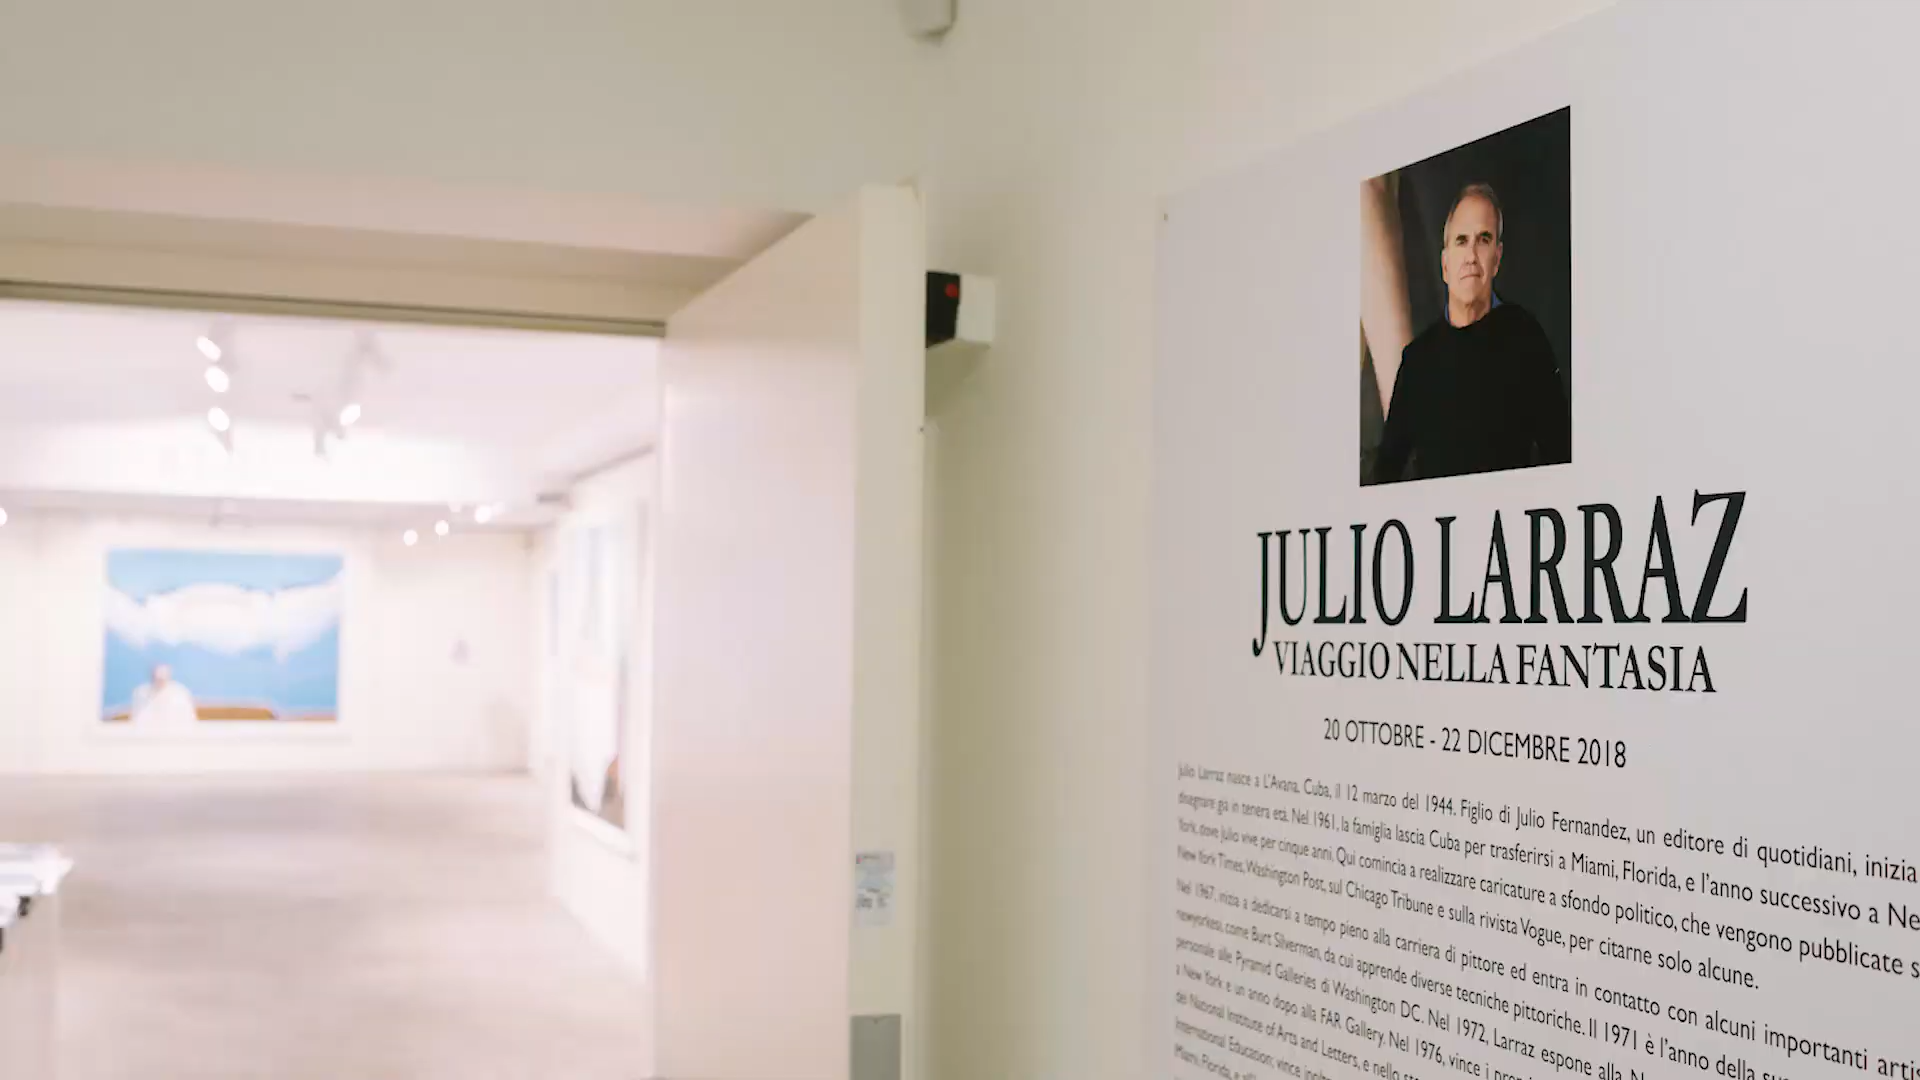 JULIO LARRAZ
VIAGGIO NELLA FANTASIA
20 OTTOBRE - 22 DICEMBRE 2018
Julio Larraz nasce a L'Avana, Cuba, il 12 marzo del 1944. Figlio di Julio Fernandez, un editore di quotidiani, inizia
disegnare già in tenera età. Nel 1961, la famiglia lascia Cuba per trasferirsi a Miami, Florida, e l'anno successivo a Ne
York, dove Julio vive per cinque anni. Qui comincia a realizzare caricature a sfondo politico, che vengono pubblicate s
New York Times, Washington Post, sul Chicago Tribune e sulla rivista Vogue, per citarne solo alcune.
Nel 1967, inizia a dedicarsi a tempo pieno alla carriera di pittore ed entra in contatto con alcuni importanti artis
newyorkesi, come Burt Silverman, da cui apprende diverse tecniche pittoriche. Il 1971 è l'anno della su
personale alle Pyramid Galleries di Washington DC. Nel 1972, Larraz espone alla N
a New York e un anno dopo alla FAR Gallery. Nel 1976, vince i pre
del National Institute of Arts and Letters, e nello
International Education; vince
Miami, Florida, e